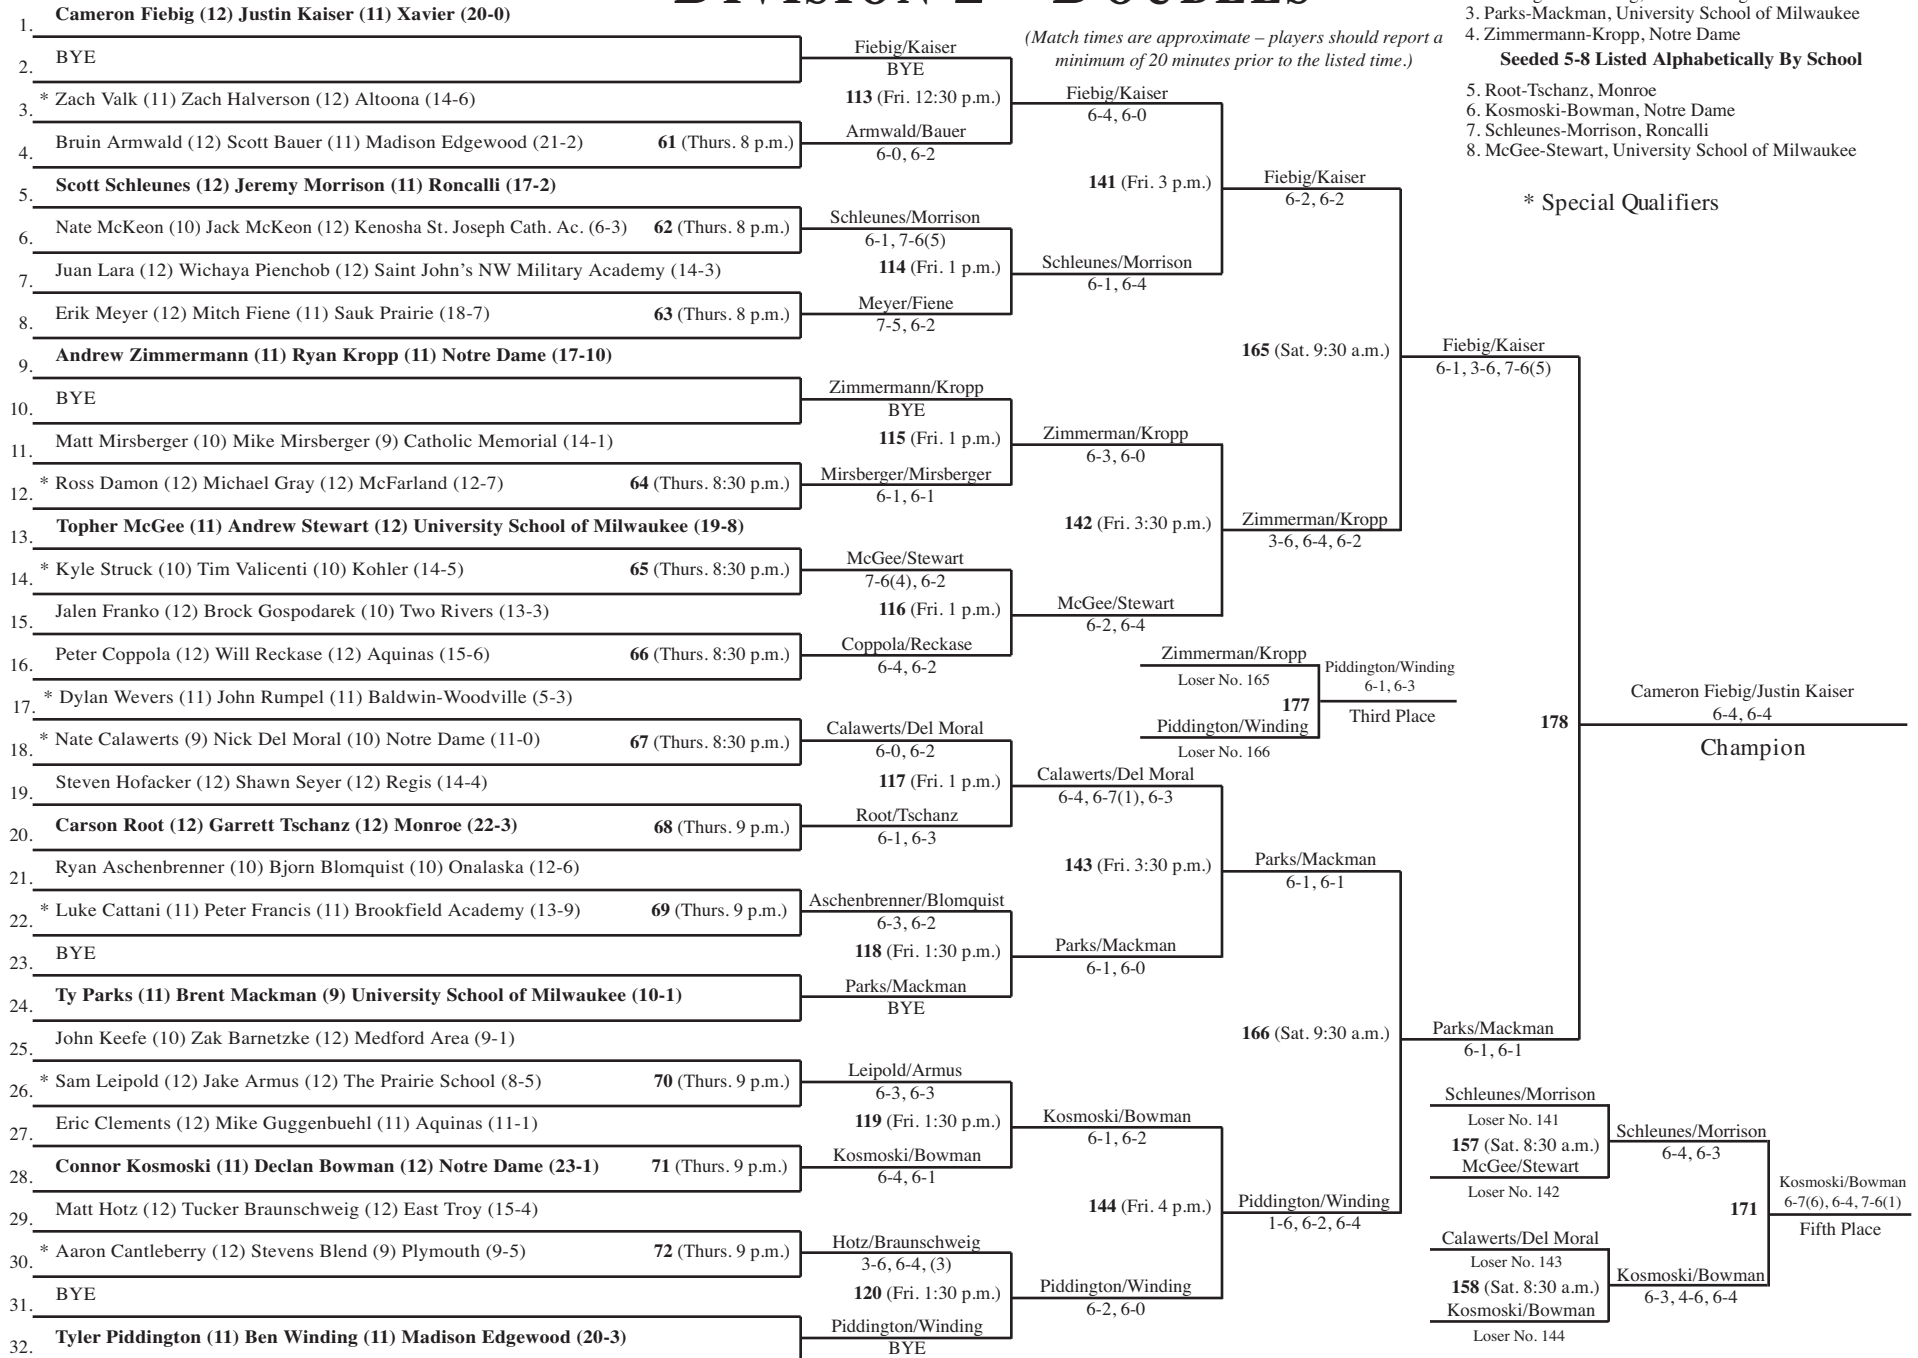 1. Cameron Fiebig (12) Justin Kaiser (11) Xavier (20-0)
2. BYE
3. * Zach Valk (11) Zach Halverson (12) Altoona (14-6)
4. Bruin Armwald (12) Scott Bauer (11) Madison Edgewood (21-2) 61 (Thurs. 8 p.m.)
5. Scott Schleunes (12) Jeremy Morrison (11) Roncalli (17-2)
6. Nate McKeon (10) Jack McKeon (12) Kenosha St. Joseph Cath. Ac. (6-3) 62 (Thurs. 8 p.m.)
7. Juan Lara (12) Wichaya Pienchob (12) Saint John's NW Military Academy (14-3)
8. Erik Meyer (12) Mitch Fiene (11) Sauk Prairie (18-7) 63 (Thurs. 8 p.m.)
9. Andrew Zimmermann (11) Ryan Kropp (11) Notre Dame (17-10)
10. BYE
11. Matt Mirsberger (10) Mike Mirsberger (9) Catholic Memorial (14-1)
12. * Ross Damon (12) Michael Gray (12) McFarland (12-7) 64 (Thurs. 8:30 p.m.)
13. Topher McGee (11) Andrew Stewart (12) University School of Milwaukee (19-8)
14. * Kyle Struck (10) Tim Valicenti (10) Kohler (14-5) 65 (Thurs. 8:30 p.m.)
15. Jalen Franko (12) Brock Gospodarek (10) Two Rivers (13-3)
16. Peter Coppola (12) Will Reckase (12) Aquinas (15-6) 66 (Thurs. 8:30 p.m.)
17. * Dylan Wevers (11) John Rumpel (11) Baldwin-Woodville (5-3)
18. * Nate Calawerts (9) Nick Del Moral (10) Notre Dame (11-0) 67 (Thurs. 8:30 p.m.)
19. Steven Hofacker (12) Shawn Seyer (12) Regis (14-4)
20. Carson Root (12) Garrett Tschanz (12) Monroe (22-3) 68 (Thurs. 9 p.m.)
21. Ryan Aschenbrenner (10) Bjorn Blomquist (10) Onalaska (12-6)
22. * Luke Cattani (11) Peter Francis (11) Brookfield Academy (13-9) 69 (Thurs. 9 p.m.)
23. BYE
24. Ty Parks (11) Brent Mackman (9) University School of Milwaukee (10-1)
25. John Keefe (10) Zak Barnetzke (12) Medford Area (9-1)
26. * Sam Leipold (12) Jake Armus (12) The Prairie School (8-5) 70 (Thurs. 9 p.m.)
27. Eric Clements (12) Mike Guggenbuehl (11) Aquinas (11-1)
28. Connor Kosmoski (11) Declan Bowman (12) Notre Dame (23-1) 71 (Thurs. 9 p.m.)
29. Matt Hotz (12) Tucker Braunschweig (12) East Troy (15-4)
30. * Aaron Cantleberry (12) Stevens Blend (9) Plymouth (9-5) 72 (Thurs. 9 p.m.)
31. BYE
32. Tyler Piddington (11) Ben Winding (11) Madison Edgewood (20-3)
Fiebig/Kaiser
BYE
113 (Fri. 12:30 p.m.)
Armwald/Bauer
6-0, 6-2
Schleunes/Morrison
6-1, 7-6(5)
114 (Fri. 1 p.m.)
Meyer/Fiene
7-5, 6-2
Zimmermann/Kropp
BYE
115 (Fri. 1 p.m.)
Mirsberger/Mirsberger
6-1, 6-1
McGee/Stewart
7-6(4), 6-2
116 (Fri. 1 p.m.)
Coppola/Reckase
6-4, 6-2
Calawerts/Del Moral
6-0, 6-2
117 (Fri. 1 p.m.)
Root/Tschanz
6-1, 6-3
Aschenbrenner/Blomquist
6-3, 6-2
118 (Fri. 1:30 p.m.)
Parks/Mackman
BYE
Leipold/Armus
6-3, 6-3
119 (Fri. 1:30 p.m.)
Kosmoski/Bowman
6-4, 6-1
Hotz/Braunschweig
3-6, 6-4, (3)
120 (Fri. 1:30 p.m.)
Piddington/Winding
BYE
(Match times are approximate – players should report a
minimum of 20 minutes prior to the listed time.)
Fiebig/Kaiser
6-4, 6-0
141 (Fri. 3 p.m.)
Schleunes/Morrison
6-1, 6-4
Zimmerman/Kropp
6-3, 6-0
142 (Fri. 3:30 p.m.)
McGee/Stewart
6-2, 6-4
Calawerts/Del Moral
6-4, 6-7(1), 6-3
143 (Fri. 3:30 p.m.)
Parks/Mackman
6-1, 6-0
Kosmoski/Bowman
6-1, 6-2
144 (Fri. 4 p.m.)
Piddington/Winding
6-2, 6-0
Fiebig/Kaiser
6-2, 6-2
165 (Sat. 9:30 a.m.)
Zimmerman/Kropp
3-6, 6-4, 6-2
Parks/Mackman
6-1, 6-1
166 (Sat. 9:30 a.m.)
Piddington/Winding
1-6, 6-2, 6-4
Fiebig/Kaiser
6-1, 3-6, 7-6(5)
178
Parks/Mackman
6-1, 6-1
Cameron Fiebig/Justin Kaiser
6-4, 6-4
Champion
Zimmerman/Kropp
Loser No. 165
177
Piddington/Winding
Loser No. 166
Piddington/Winding
6-1, 6-3
Third Place
Schleunes/Morrison
Loser No. 141
157 (Sat. 8:30 a.m.)
McGee/Stewart
Loser No. 142
Schleunes/Morrison
6-4, 6-3
171
Calawerts/Del Moral
Loser No. 143
158 (Sat. 8:30 a.m.)
Kosmoski/Bowman
Loser No. 144
Kosmoski/Bowman
6-3, 4-6, 6-4
Kosmoski/Bowman
6-7(6), 6-4, 7-6(1)
Fifth Place
3. Parks-Mackman, University School of Milwaukee
4. Zimmermann-Kropp, Notre Dame
Seeded 5-8 Listed Alphabetically By School
5. Root-Tschanz, Monroe
6. Kosmoski-Bowman, Notre Dame
7. Schleunes-Morrison, Roncalli
8. McGee-Stewart, University School of Milwaukee
* Special Qualifiers